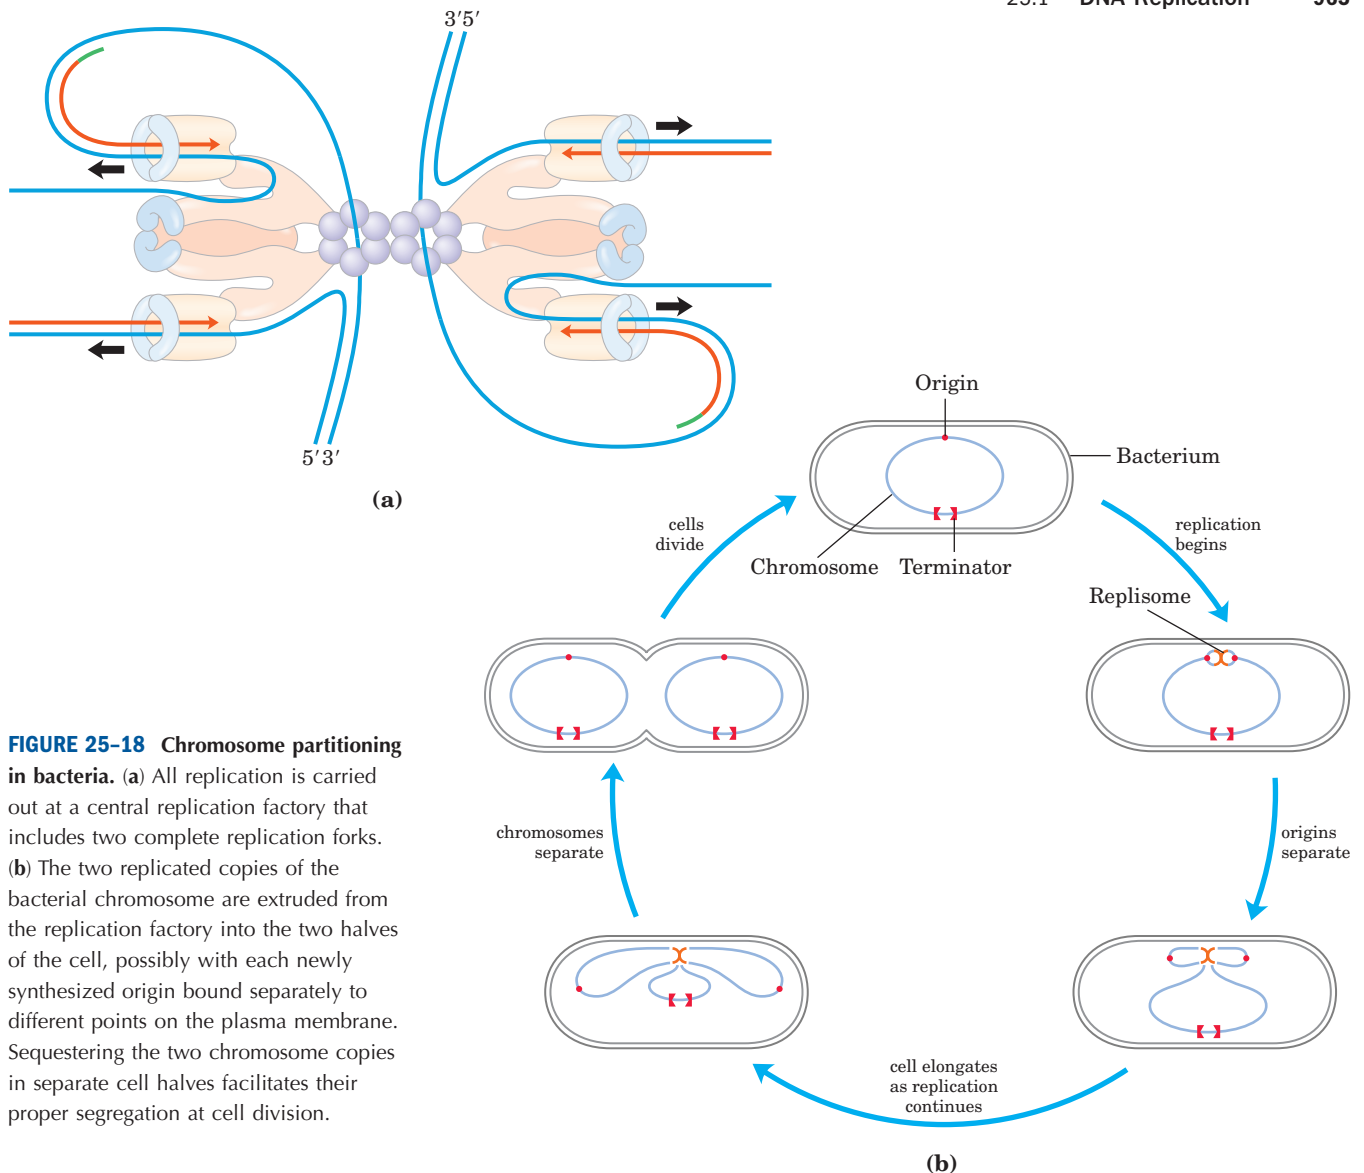 25.1 DNA Replication 963
3′5′
5′3′
(a)
Origin
Bacterium
Chromosome Terminator
cells
divide
replication
begins
Replisome
origins
separate
cell elongates
as replication
continues
chromosomes
separate
(b)
FIGURE 25–18 Chromosome partitioning
in bacteria. (a) All replication is carried
out at a central replication factory that
includes two complete replication forks.
(b) The two replicated copies of the
bacterial chromosome are extruded from
the replication factory into the two halves
of the cell, possibly with each newly
synthesized origin bound separately to
different points on the plasma membrane.
Sequestering the two chromosome copies
in separate cell halves facilitates their
proper segregation at cell division.